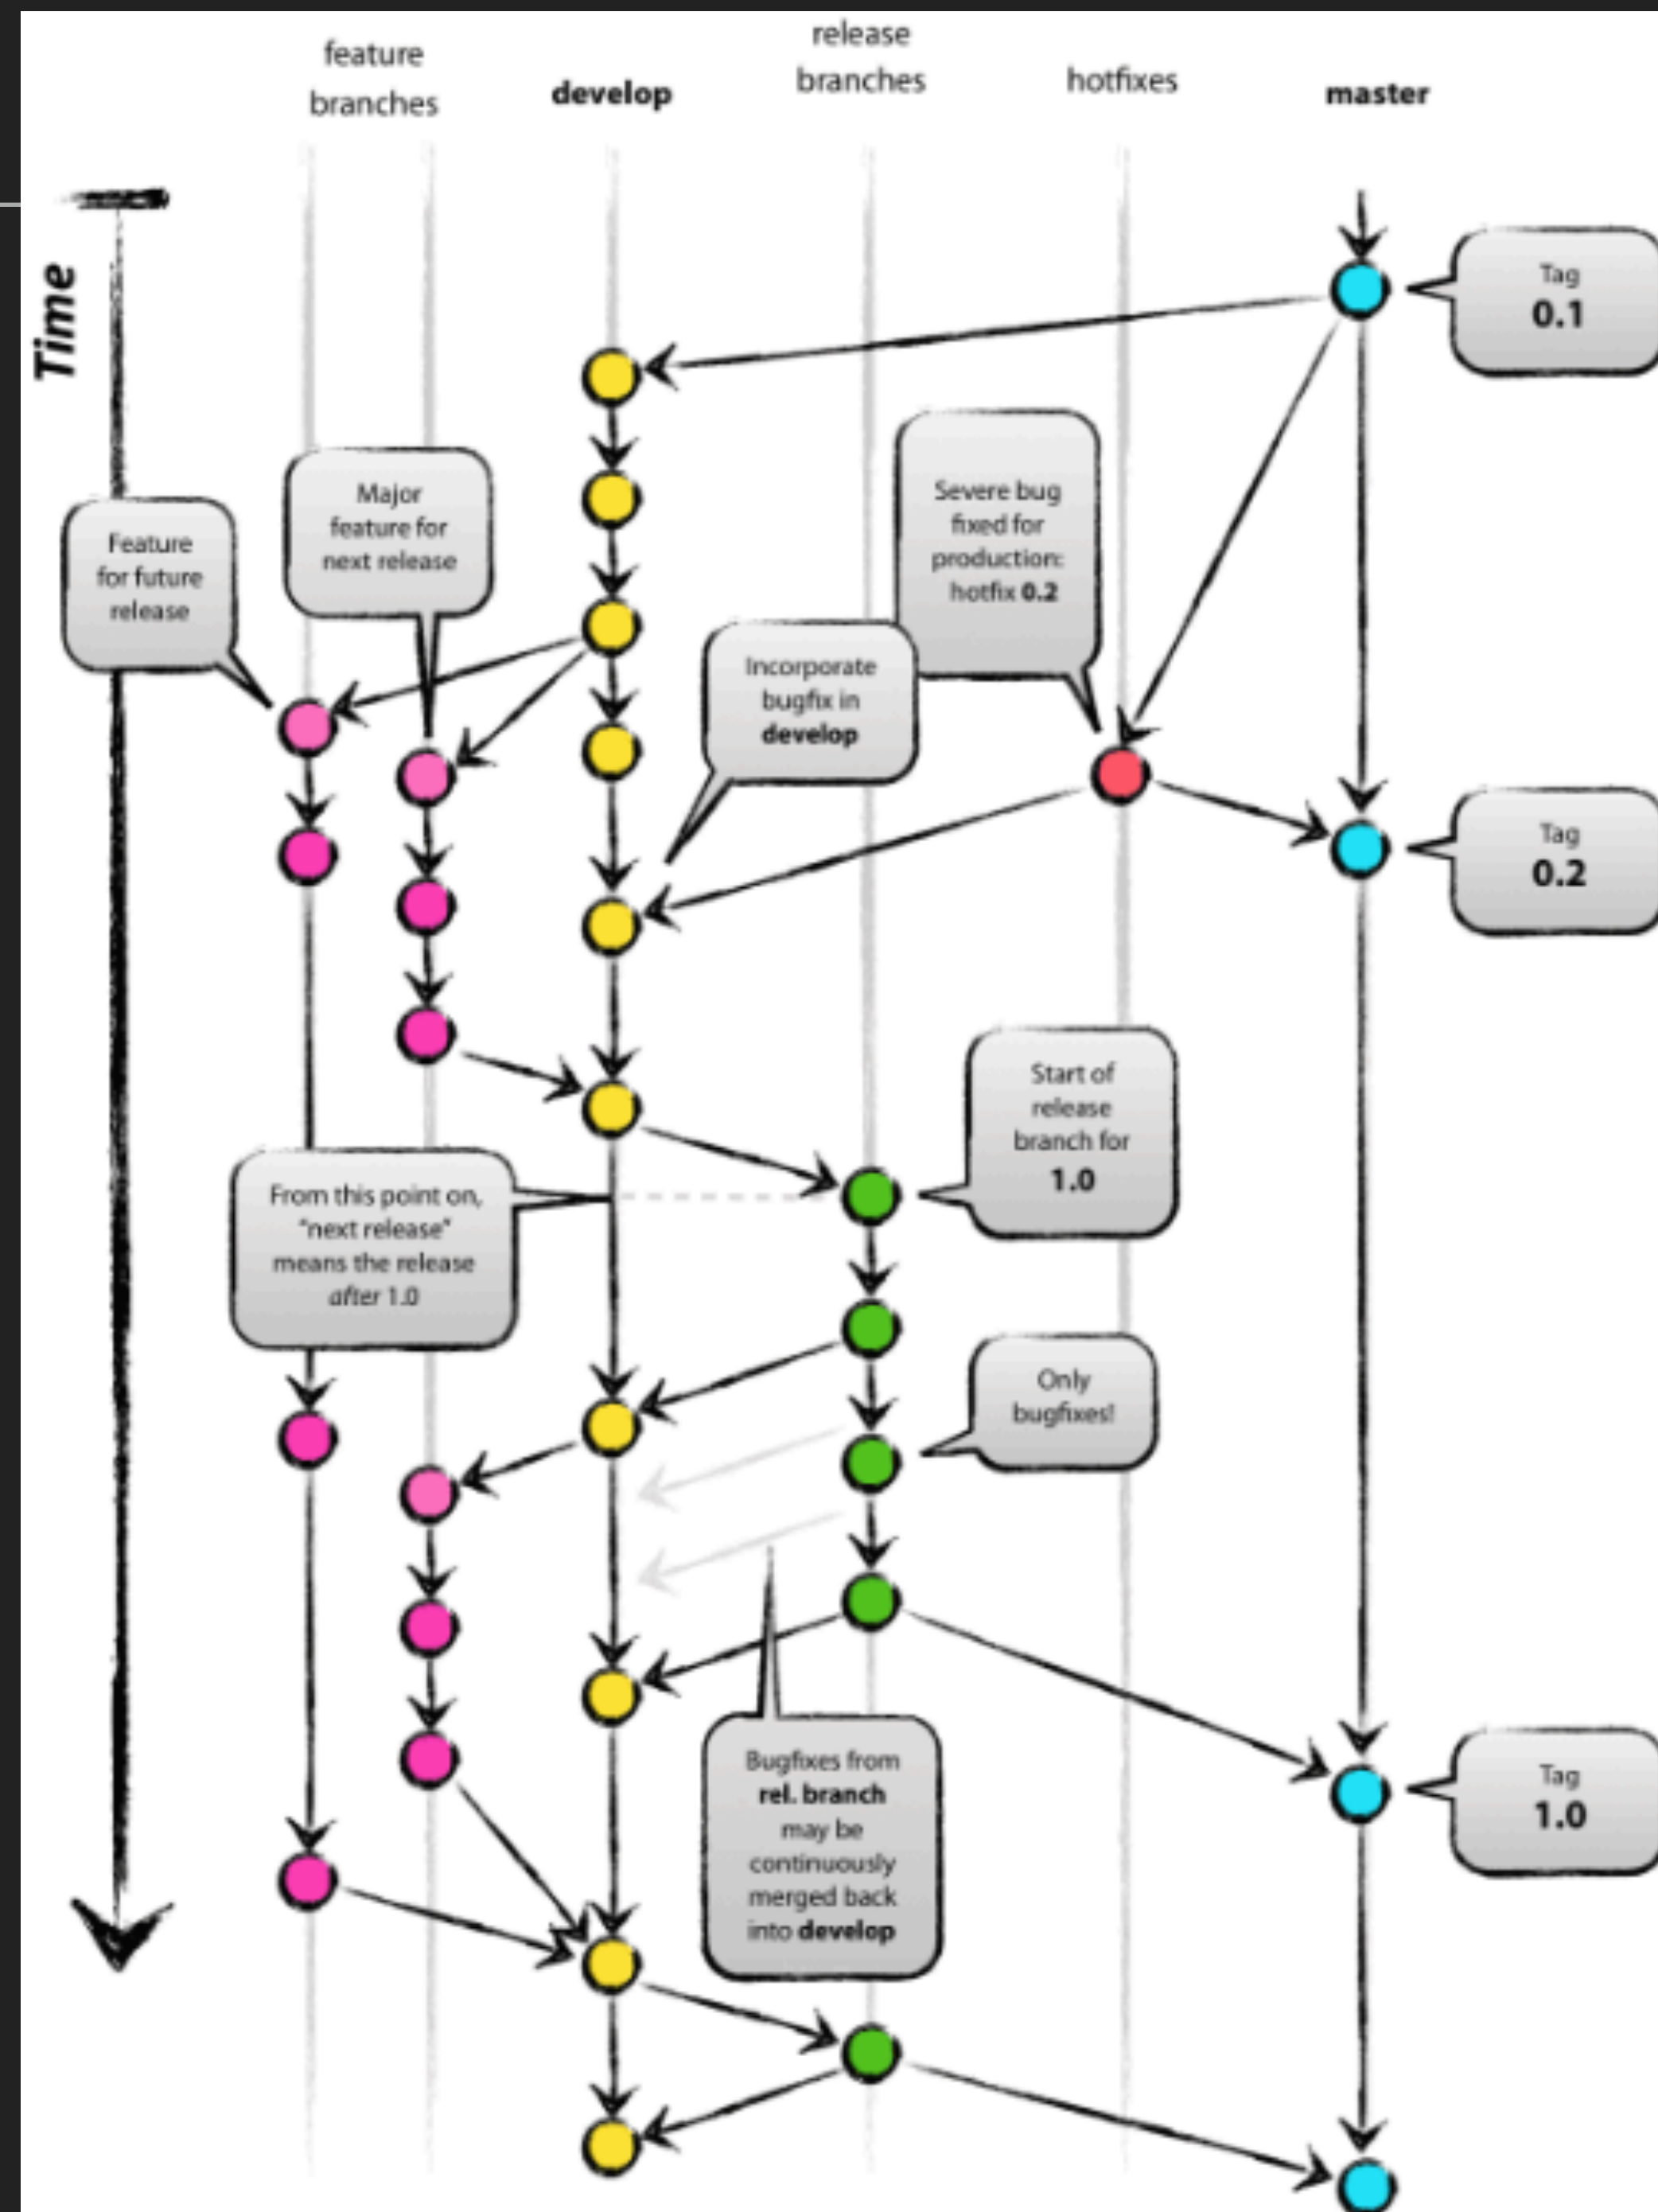 feature
branches
develop
release
branches
hotfixes
master
Time
Tag
0.1
Feature
for future
release
Major
feature for
next release
Severe bug
fixed for
production:
hotfix 0.2
Incorporate
bugfix in
develop
Tag
0.2
Start of
release
branch for
1.0
From this point on,
“next release”
means the release
after 1.0
Only
bugfixes!
Bugfixes from
rel. branch
may be
continuously
merged back
into develop
Tag
1.0